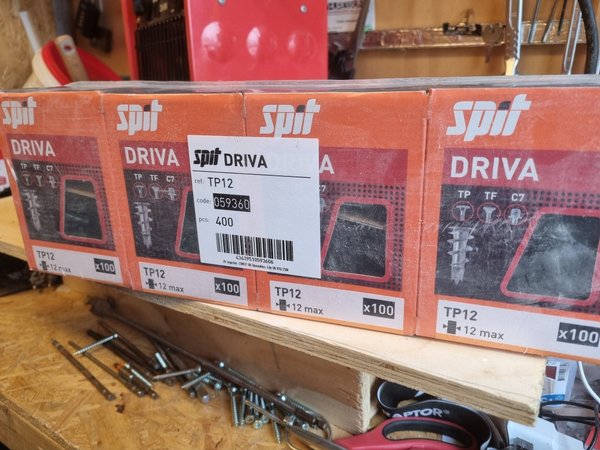 spit
DRIVA
TP TF C7
TP12
12 max
x100
spit
DRIVA
TP12
12 max
x100
spit DRIVA
ref: TP12
code: 059360
pcs: 400
spit
C7
TP12
12 max
x100
spit
DRIVA
TP TF C7
TP12
12 max
x100
RAPTOR